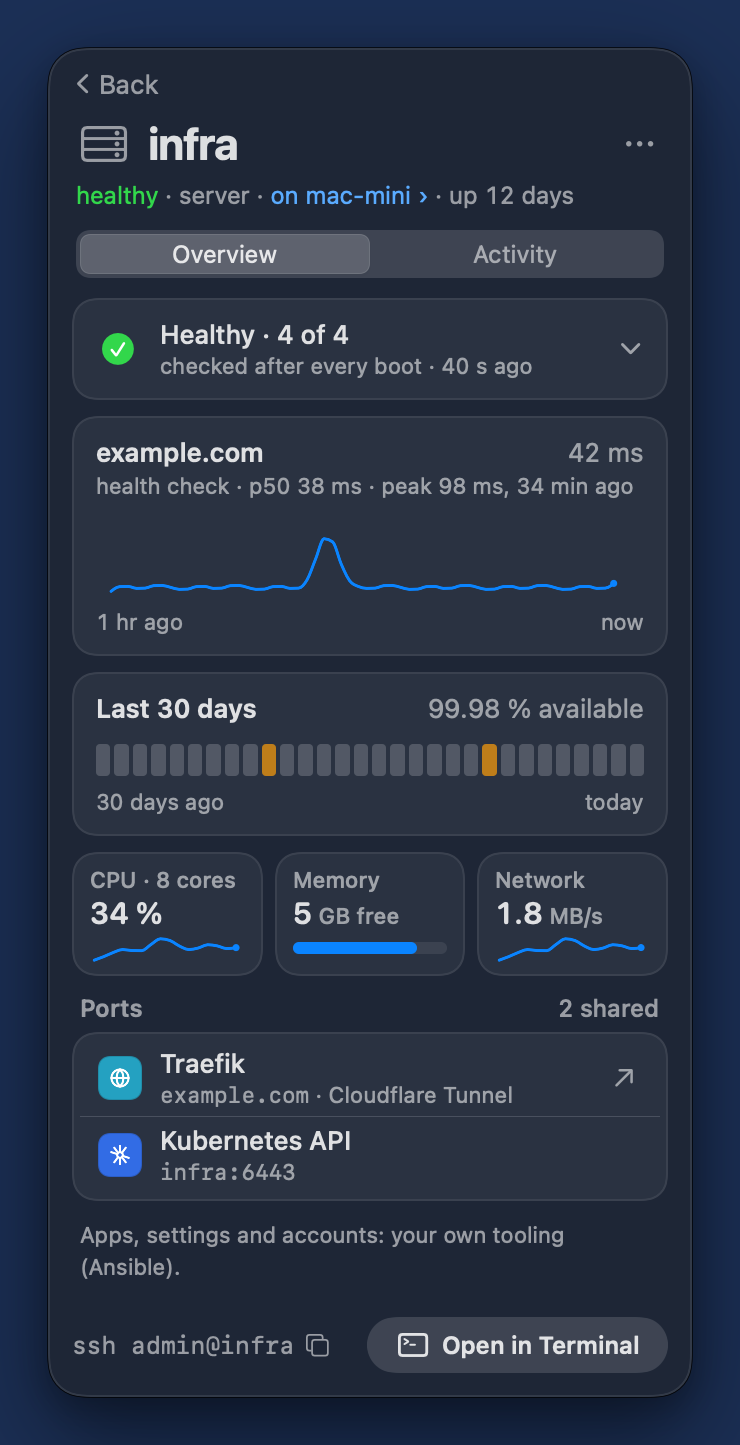 Back
infra
healthy · server · on mac-mini › · up 12 days
Overview
Activity
Healthy · 4 of 4
checked after every boot · 40 s ago
example.com
42 ms
health check · p50 38 ms · peak 98 ms, 34 min ago
1 hr ago
now
Last 30 days
99.98 % available
30 days ago
today
CPU · 8 cores
34 %
Memory
5 GB free
Network
1.8 MB/s
Ports
2 shared
Traefik
example.com · Cloudflare Tunnel
Kubernetes API
infra:6443
Apps, settings and accounts: your own tooling
(Ansible).
ssh admin@infra
Open in Terminal